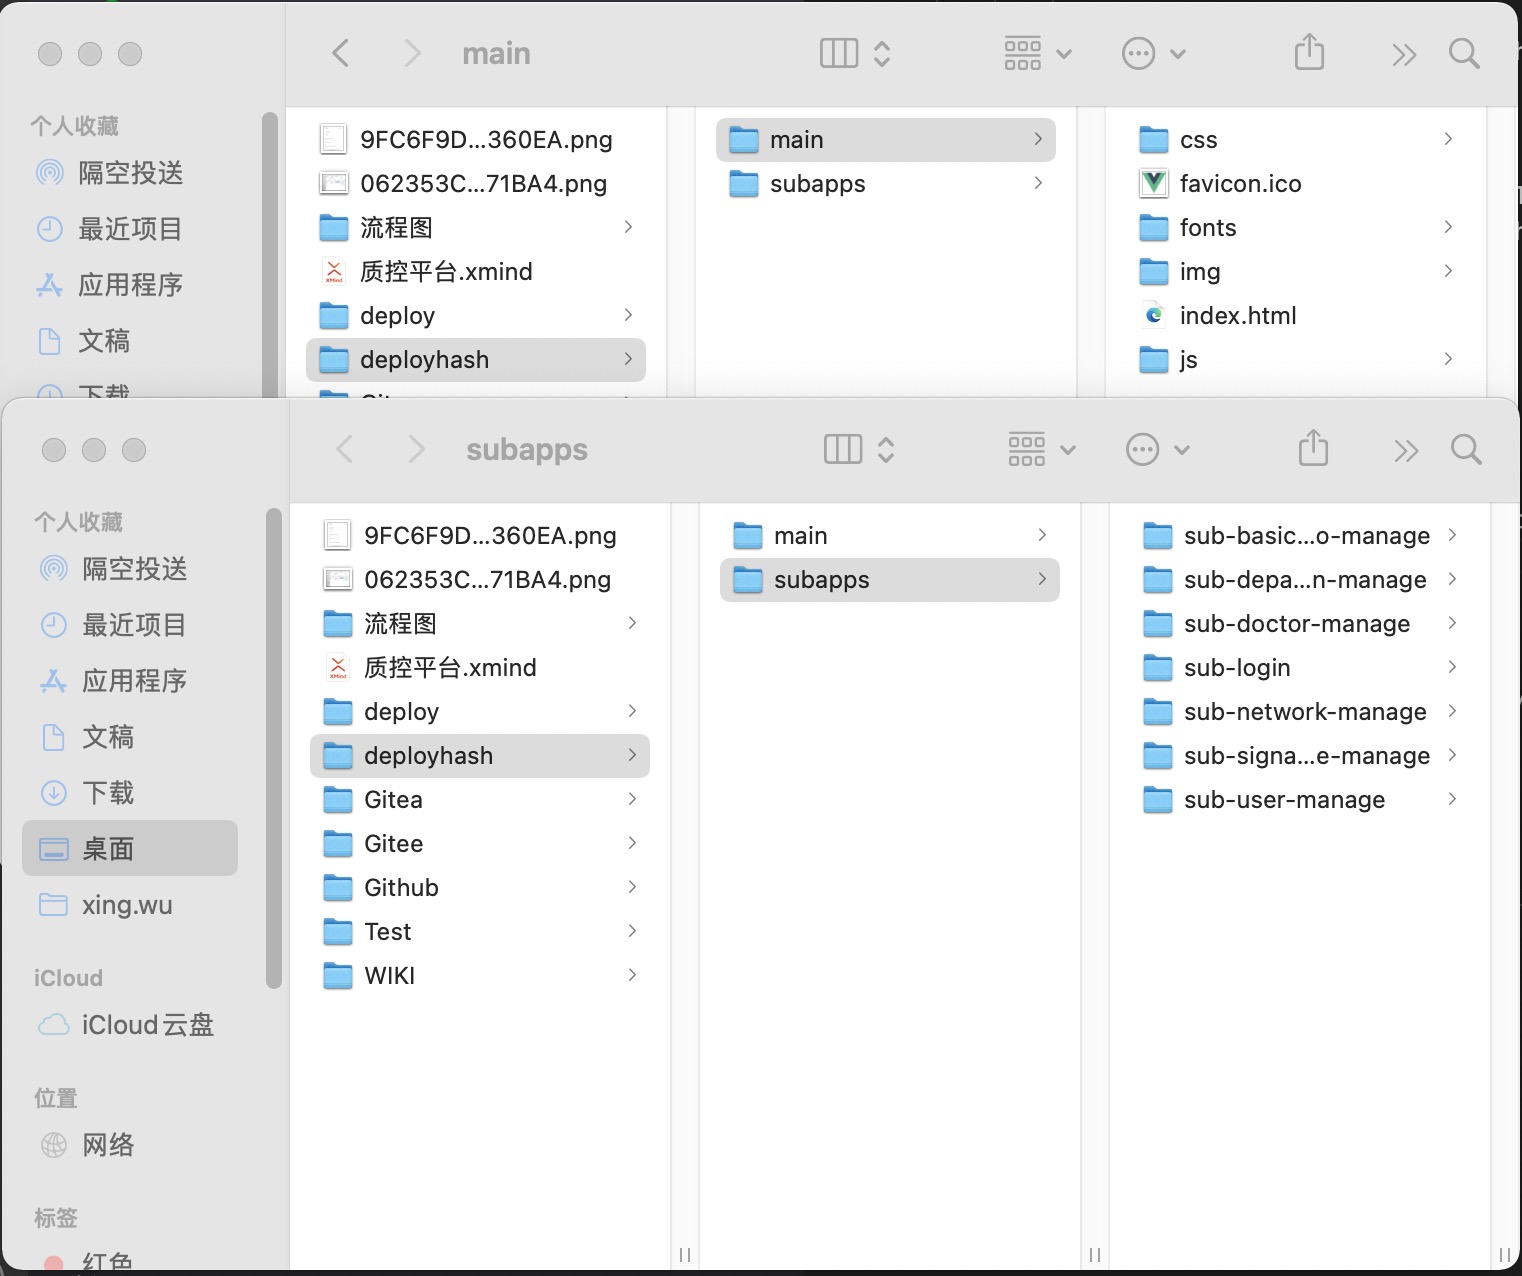 main
个人收藏
隔空投送
最近项目
应用程序
文稿
下载
9FC6F9D...360EA.png
062353C...71BA4.png
流程图
质控平台.xmind
deploy
deployhash
main
subapps
css
favicon.ico
fonts
img
index.html
js
subapps
个人收藏
隔空投送
最近项目
应用程序
文稿
下载
桌面
xing.wu
iCloud
iCloud云盘
位置
网络
标签
红色
9FC6F9D...360EA.png
062353C...71BA4.png
流程图
质控平台.xmind
deploy
deployhash
Gitea
Gitee
Github
Test
WIKI
main
subapps
sub-basic...o-manage
sub-depa...n-manage
sub-doctor-manage
sub-login
sub-network-manage
sub-signa...e-manage
sub-user-manage